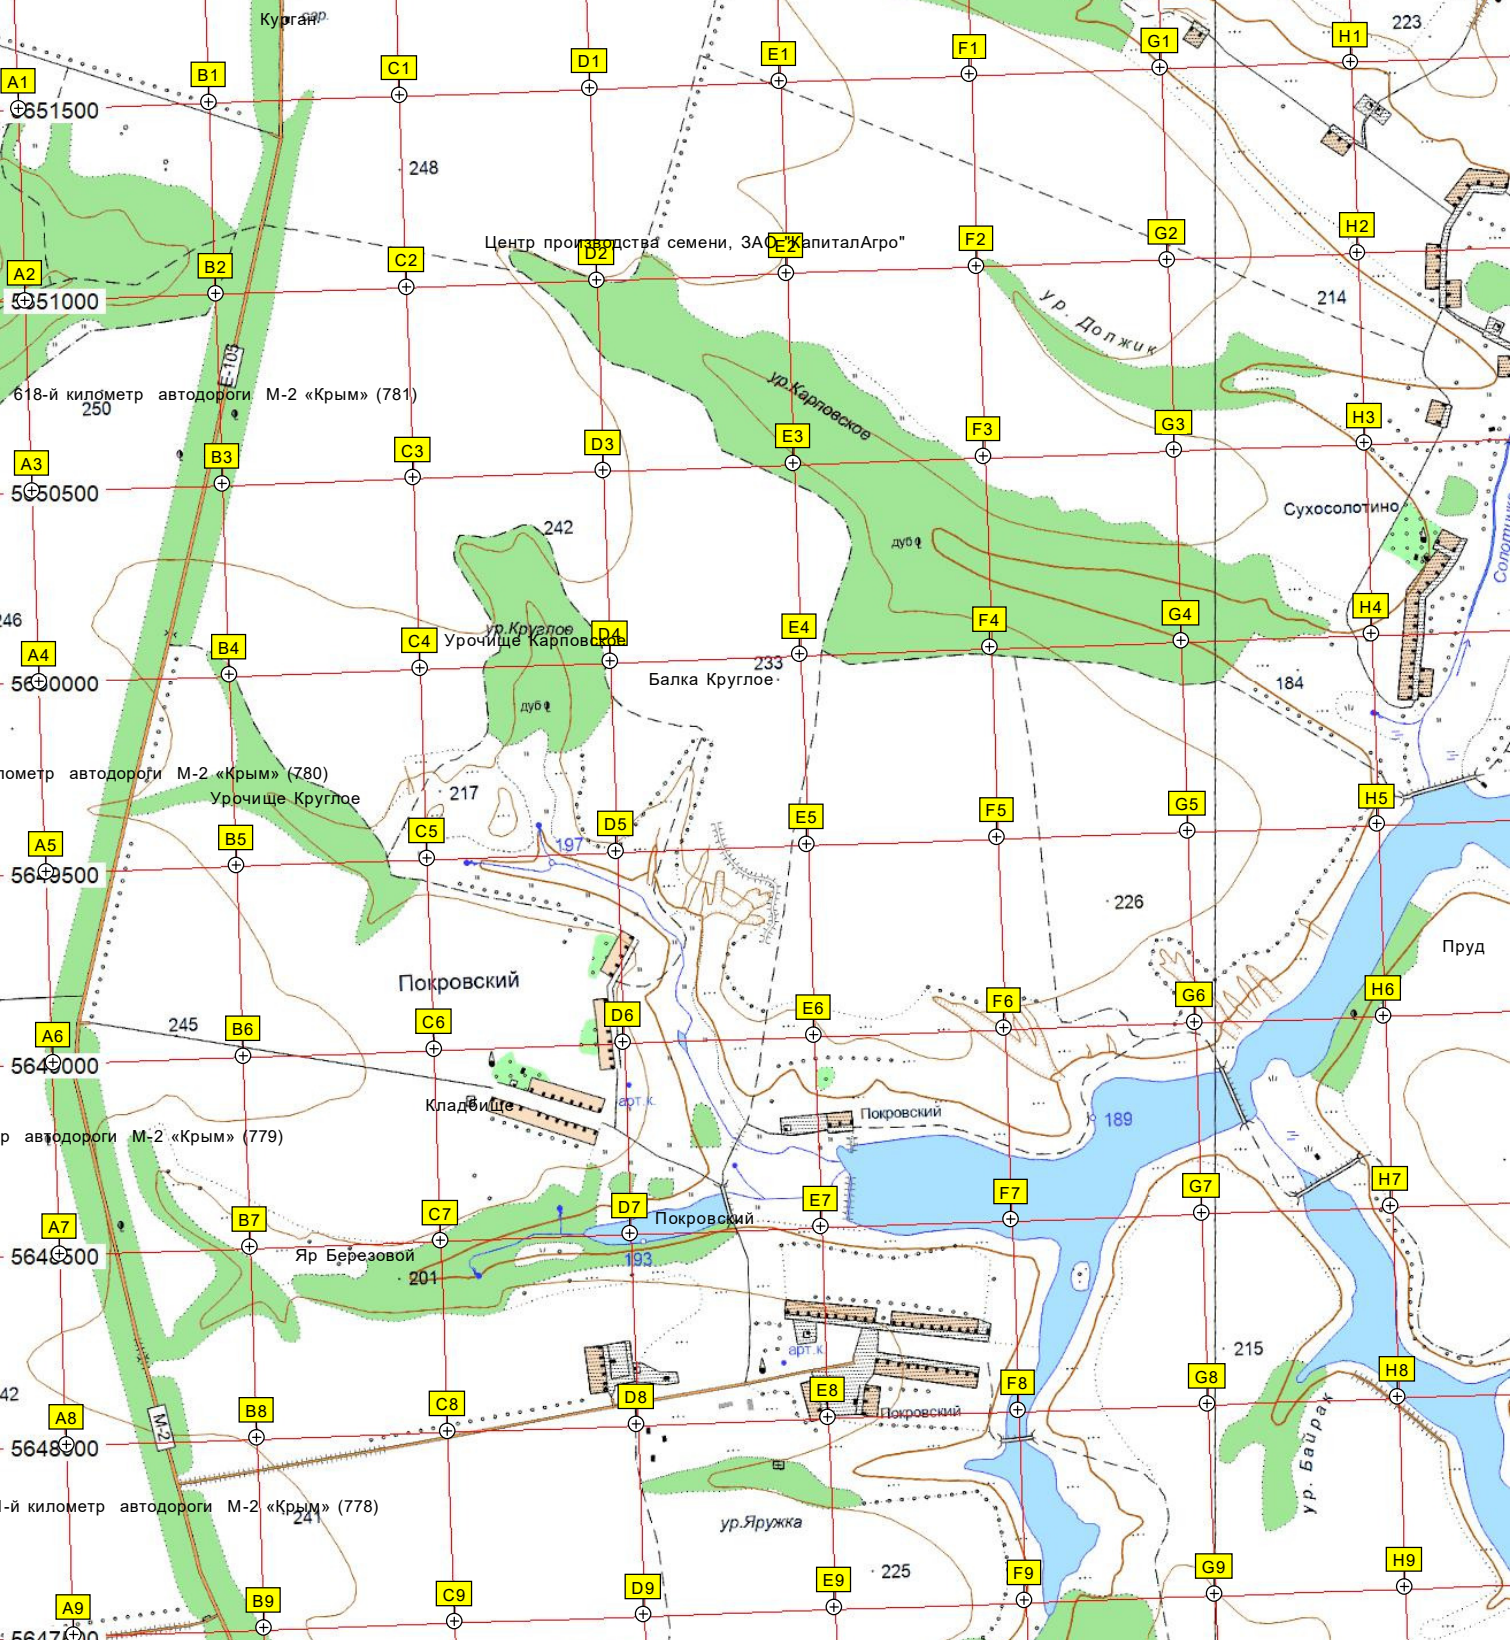 Курган
223
A1
B1
C1
D1
E1
F1
G1
H1
248
Центр производства семени, ЗАО "КапиталАгро"
A2
B2
C2
D2
E2
F2
G2
H2
214
ур. Должик
E-105
618-й километр автодороги М-2 «Крым» (781)
250
ур.Карповское
A3
B3
C3
D3
E3
F3
G3
H3
Сухосолотино
242
дуб
246
ур.Круглое
Урочище Карповское
A4
B4
C4
D4
E4
F4
G4
H4
233
Балка Круглое
184
дуб
лометр автодороги М-2 «Крым» (780)
217
Урочище Круглое
A5
B5
C5
D5
E5
F5
G5
H5
197
226
Пруд
Покровский
245
A6
B6
C6
D6
E6
F6
G6
H6
5649000
Кладбище
арт.к.
Покровский
189
р автодороги М-2 «Крым» (779)
A7
B7
C7
D7
E7
F7
G7
H7
Покровский
Яр Березовой
193
201
арт.к.
215
42
M-2
A8
B8
C8
D8
E8
F8
G8
H8
Покровский
ур. Байрак
-й километр автодороги М-2 «Крым» (778)
241
ур.Яружка
225
A9
B9
C9
D9
E9
F9
G9
H9